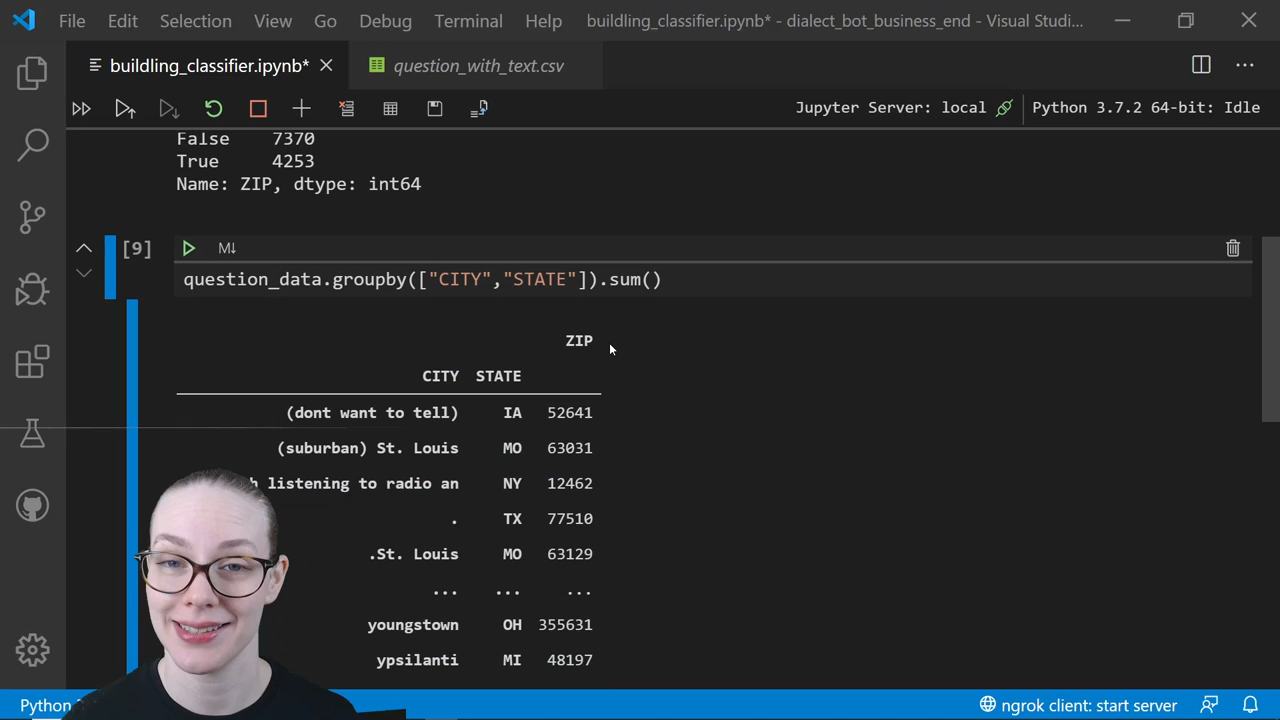 File Edit Selection View Go Debug Terminal Help buildling_classifier.ipynb* - dialect_bot_business_end - Visual Studi...
buildling_classifier.ipynb* question_with_text.csv
Jupyter Server: local Python 3.7.2 64-bit: Idle
False 7370
True 4253
Name: ZIP, dtype: int64
[9] M↓
question_data.groupby(["CITY","STATE"]).sum()
ZIP
CITY STATE
(dont want to tell) IA 52641
(suburban) St. Louis MO 63031
listening to radio an NY 12462
. TX 77510
.St. Louis MO 63129
... ... ...
youngstown OH 355631
ypsilanti MI 48197
Python ngrok client: start server